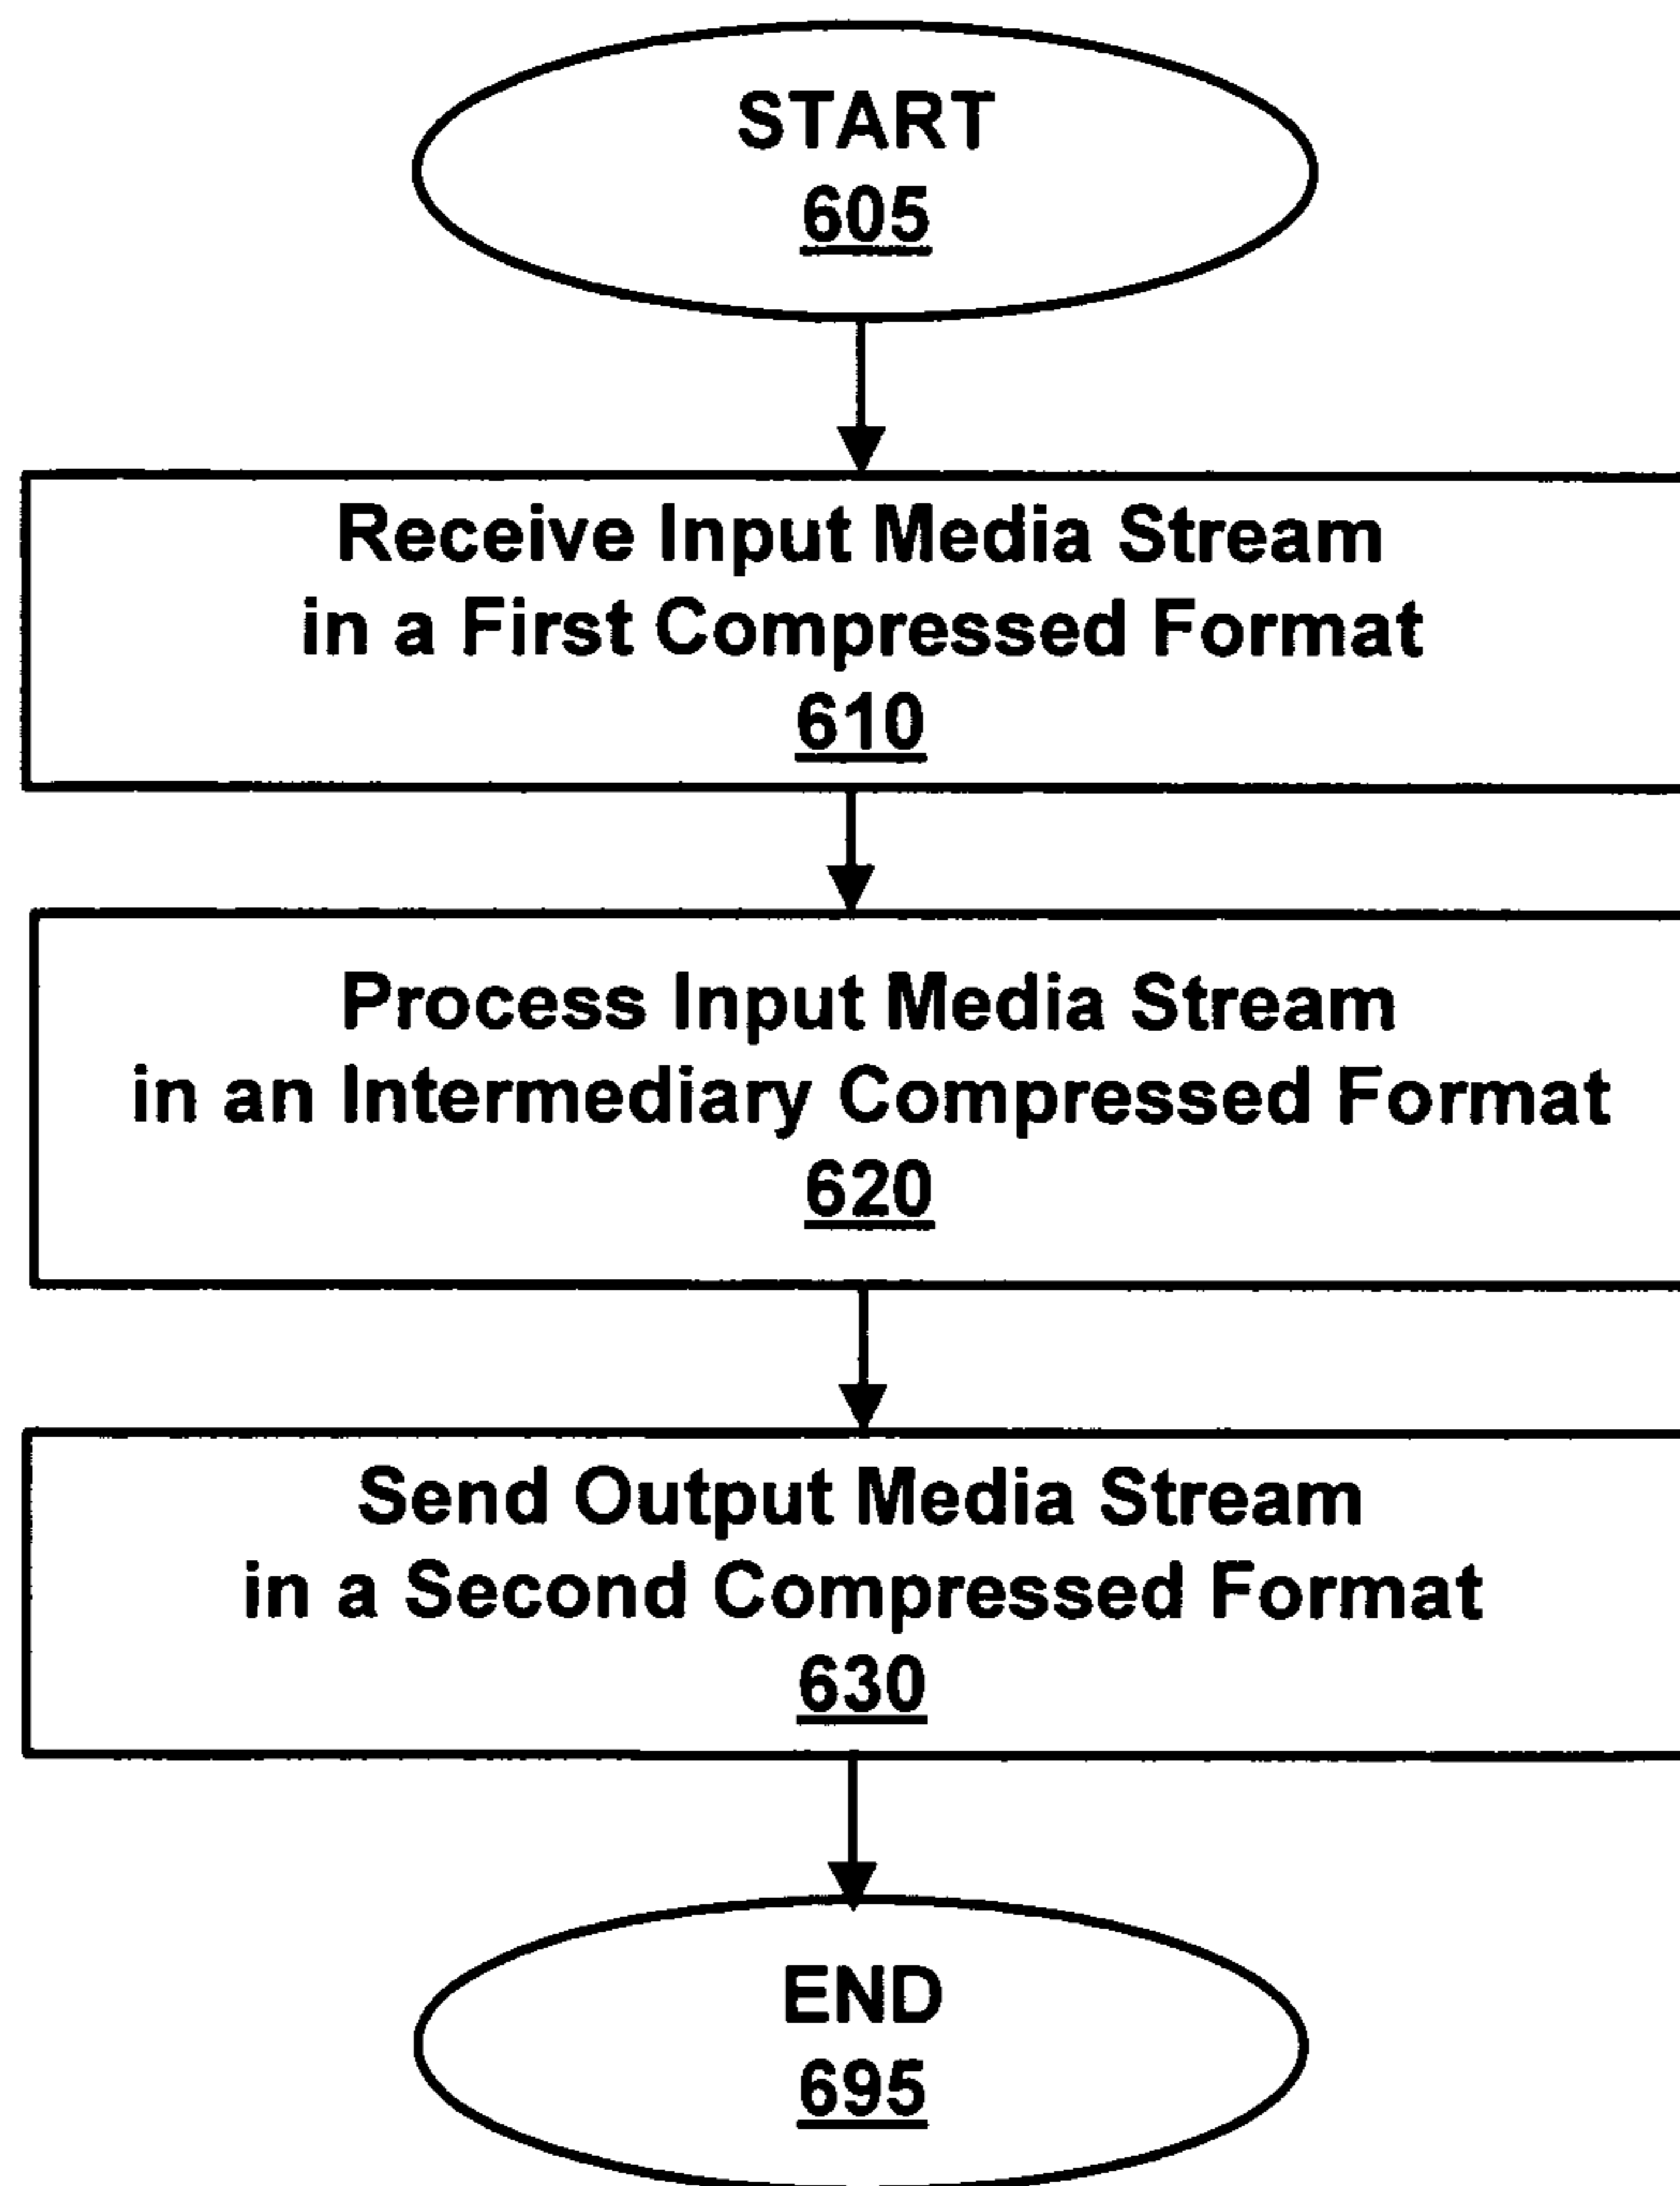 START
605
Receive Input Media Stream
in a First Compressed Format
610
Process Input Media Stream
in an Intermediary Compressed Format
620
Send Output Media Stream
in a Second Compressed Format
630
END
695